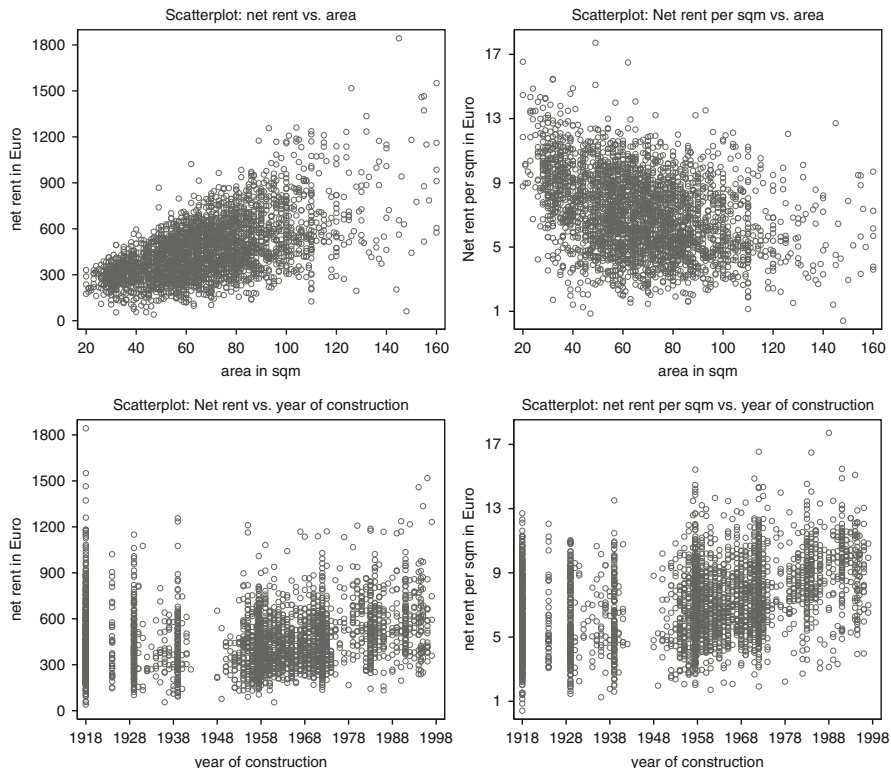 Scatterplot: net rent vs. area
1800
1500
1200
900
600
300
0
net rent in Euro
20 40 60 80 100 120 140 160
area in sqm
Scatterplot: Net rent per sqm vs. area
17
13
9
5
1
Net rent per sqm in Euro
20 40 60 80 100 120 140 160
area in sqm
Scatterplot: Net rent vs. year of construction
1800
1500
1200
900
600
300
0
net rent in Euro
1918 1928 1938 1948 1958 1968 1978 1988 1998
year of construction
Scatterplot: net rent per sqm vs. year of construction
17
13
9
5
1
net rent per sqm in Euro
1918 1928 1938 1948 1958 1968 1978 1988 1998
year of construction